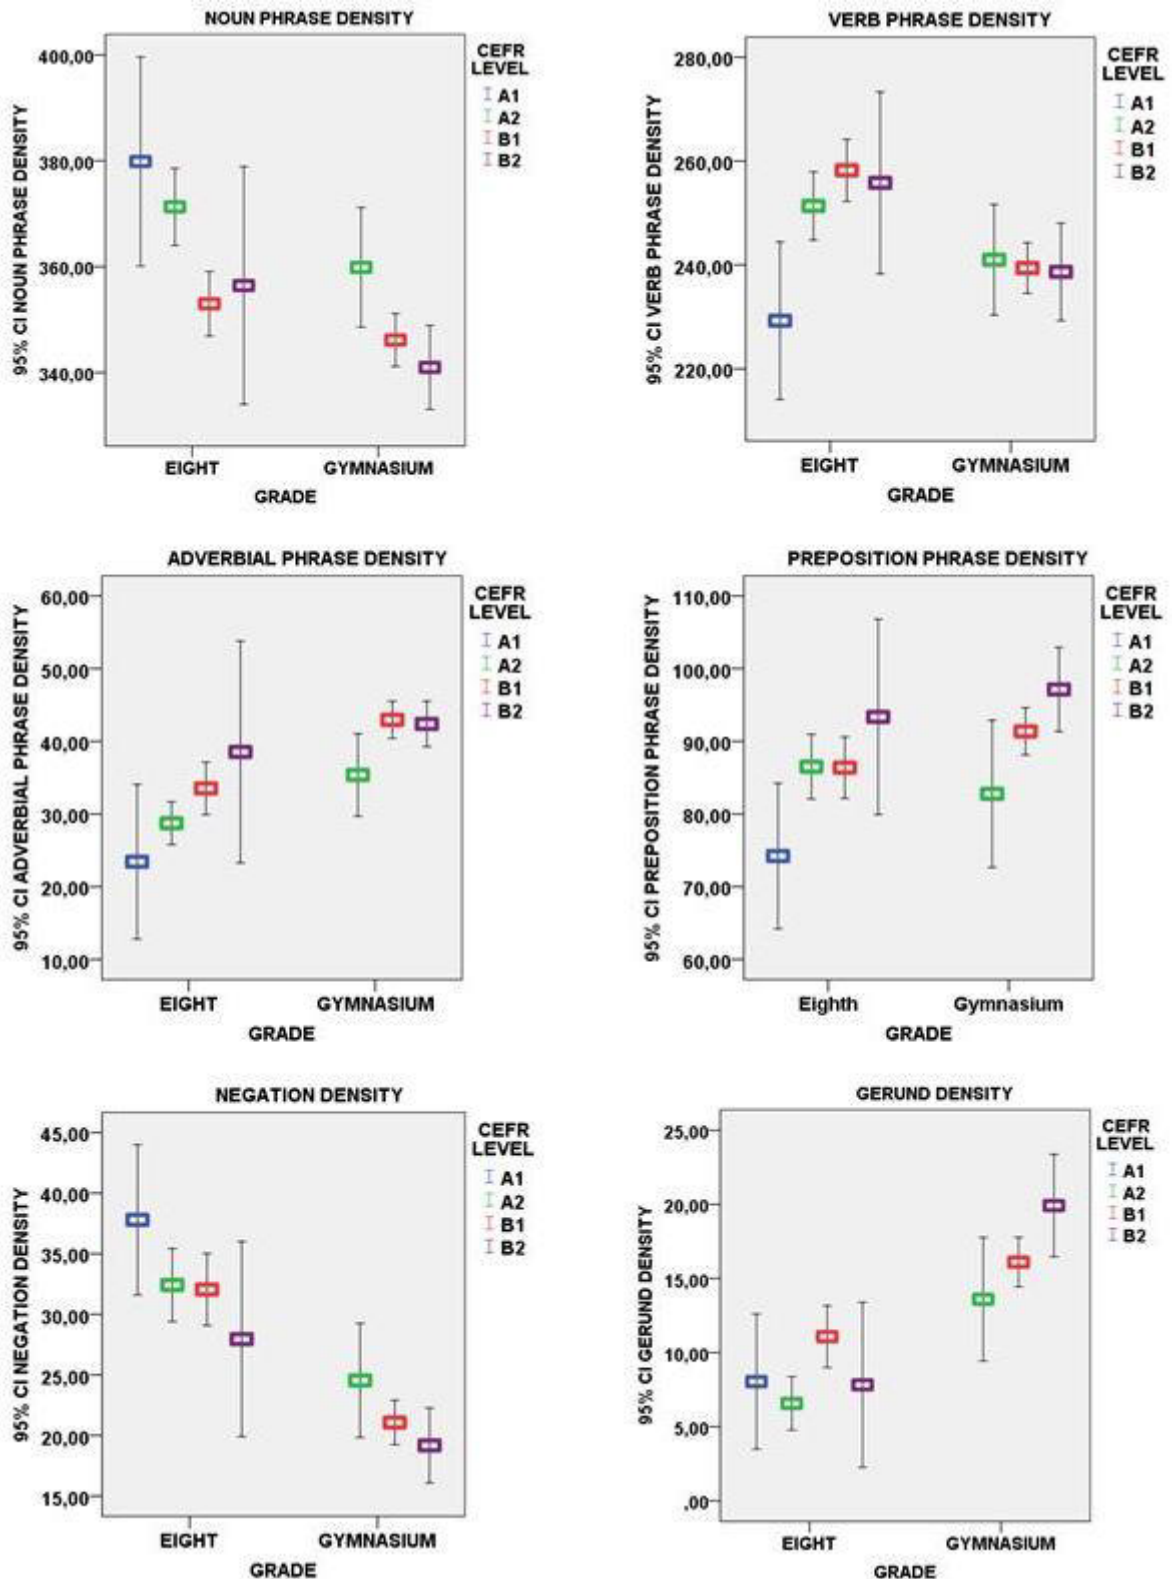 NOUN PHRASE DENSITY
95% CI NOUN PHRASE DENSITY
400,00
380,00
360,00
340,00
EIGHT
GYMNASIUM
GRADE
CEFR
LEVEL
A1
A2
B1
B2
VERB PHRASE DENSITY
95% CI VERB PHRASE DENSITY
280,00
260,00
240,00
220,00
EIGHT
GYMNASIUM
GRADE
CEFR
LEVEL
A1
A2
B1
B2
ADVERBIAL PHRASE DENSITY
95% CI ADVERBIAL PHRASE DENSITY
60,00
50,00
40,00
30,00
20,00
10,00
EIGHT
GYMNASIUM
GRADE
CEFR
LEVEL
A1
A2
B1
B2
PREPOSITION PHRASE DENSITY
95% CI PREPOSITION PHRASE DENSITY
110,00
100,00
90,00
80,00
70,00
60,00
Eighth
Gymnasium
GRADE
CEFR
LEVEL
A1
A2
B1
B2
NEGATION DENSITY
95% CI NEGATION DENSITY
45,00
40,00
35,00
30,00
25,00
20,00
15,00
EIGHT
GYMNASIUM
GRADE
CEFR
LEVEL
A1
A2
B1
B2
GERUND DENSITY
95% CI GERUND DENSITY
25,00
20,00
15,00
10,00
5,00
,00
EIGHT
GYMNASIUM
GRADE
CEFR
LEVEL
A1
A2
B1
B2